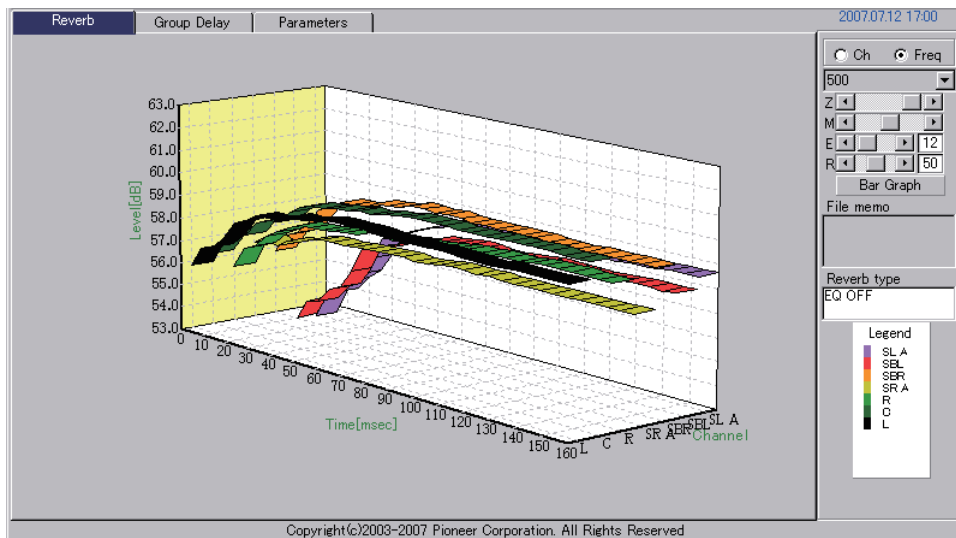 Reverb
Group Delay
Parameters
2007.07.12 17:00
Ch
Freq
500
Z
M
E 12
R 50
Bar Graph
File memo
Reverb type
EQ OFF
Legend
SL A
SBL
SBR
SR A
R
C
L
Level[dB]
63.0
62.0
61.0
60.0
59.0
58.0
57.0
56.0
55.0
54.0
53.0
0
10
20
30
40
50
60
70
80
90
100
110
120
130
140
150
160
Time[msec]
L
C
R
SR A
SBR
SBL
SL A
Channel
Copyright(c)2003-2007 Pioneer Corporation. All Rights Reserved